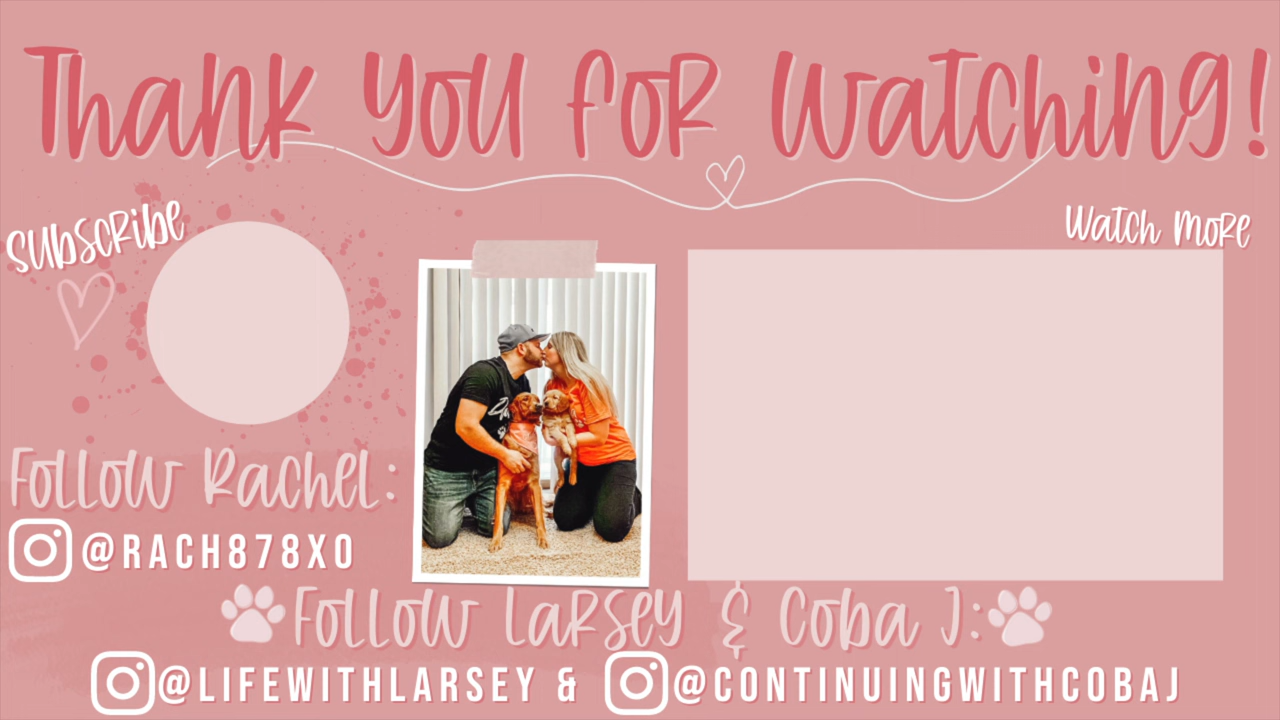 Thank you for watching!
Subscribe
Watch more
Follow Rachel:
@RACH878XO
Follow Larsey & Coba J:
@LIFEWITHLARSEY & @CONTINUINGWITHCOBAJ